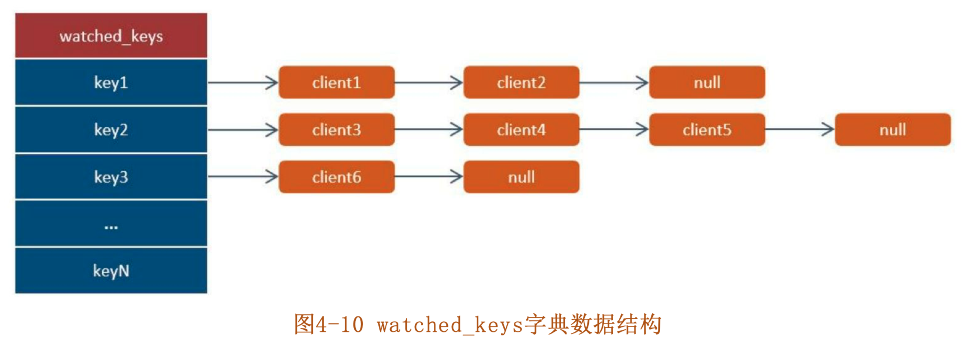 watched_keys
key1 client1 client2 null
key2 client3 client4 client5 null
key3 client6 null
...
keyN
图4-10 watched_keys字典数据结构